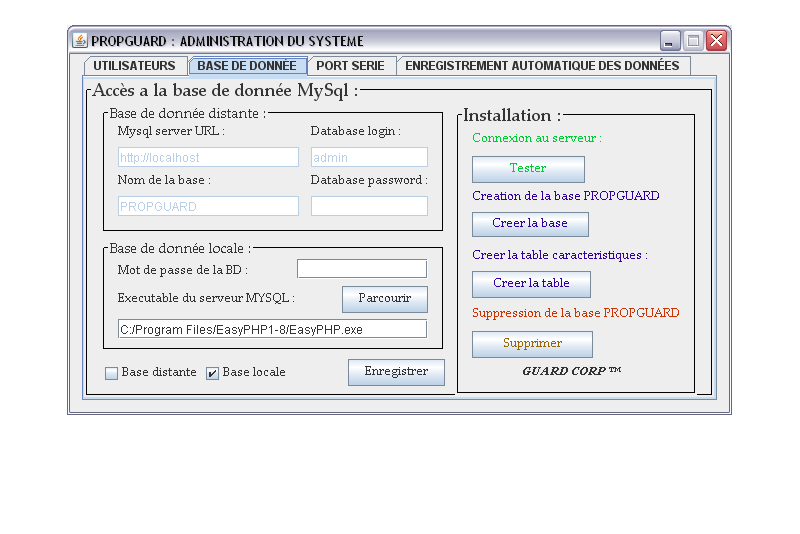 PROPGUARD : ADMINISTRATION DU SYSTEME
UTILISATEURS
BASE DE DONNÉE
PORT SERIE
ENREGISTREMENT AUTOMATIQUE DES DONNÉES
Accès a la base de donnée MySql :
Base de donnée distante :
Mysql server URL :
Database login :
http://localhost
admin
Nom de la base :
Database password :
PROPGUARD
Base de donnée locale :
Mot de passe de la BD :
Executable du serveur MYSQL :
Parcourir
C:/Program Files/EasyPHP1-8/EasyPHP.exe
Base distante
Base locale
Enregistrer
Installation :
Connexion au serveur :
Tester
Creation de la base PROPGUARD
Creer la base
Creer la table caracteristiques :
Creer la table
Suppression de la base PROPGUARD
Supprimer
GUARD CORP ™